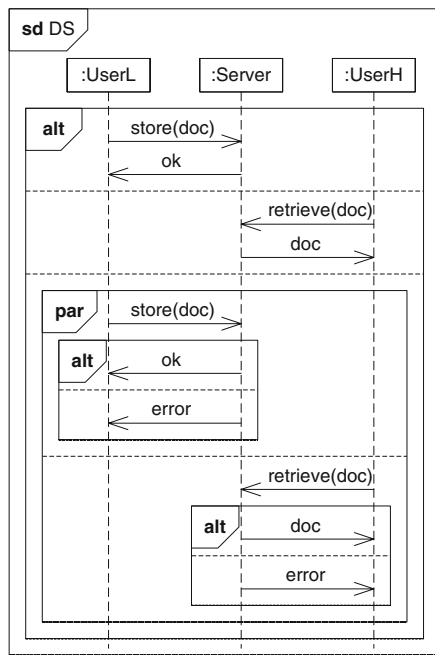 sd DS
:UserL :Server :UserH
alt
store(doc)
ok
retrieve(doc)
doc
par
store(doc)
alt
ok
error
retrieve(doc)
alt
doc
error